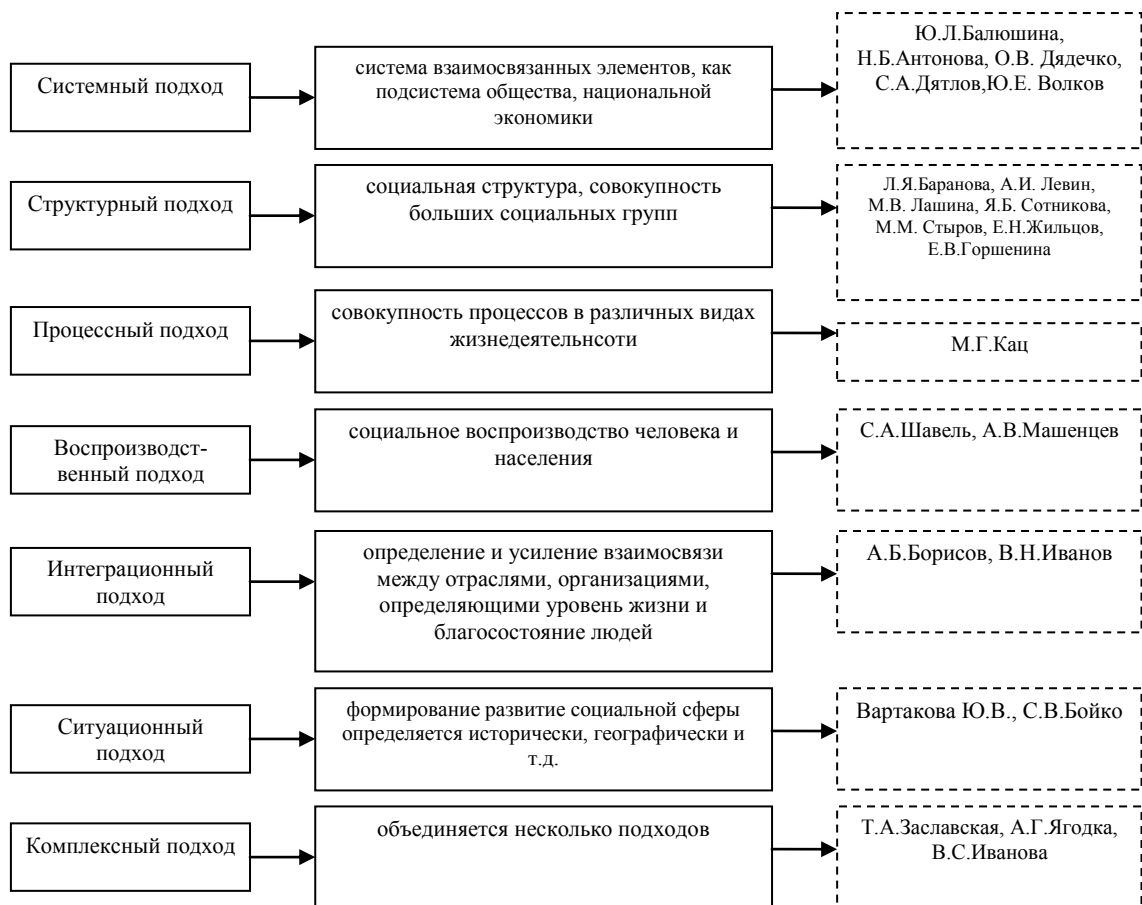 Системный подход
система взаимосвязанных элементов, как
подсистема общества, национальной
экономики
Ю.Л.Балюшина,
Н.Б.Антонова, О.В. Дядечко,
С.А.Дятлов,Ю.Е. Волков
Структурный подход
социальная структура, совокупность
больших социальных групп
Л.Я.Баранова, А.И. Левин,
М.В. Лашина, Я.Б. Сотникова,
М.М. Стыров, Е.Н.Жильцов,
Е.В.Горшенина
Процессный подход
совокупность процессов в различных видах
жизнедеятельнсоти
М.Г.Кац
Воспроизводст-
венный подход
социальное воспроизводство человека и
населения
С.А.Шавель, А.В.Машенцев
Интеграционный
подход
определение и усиление взаимосвязи
между отраслями, организациями,
определяющими уровень жизни и
благосостояние людей
А.Б.Борисов, В.Н.Иванов
Ситуационный
подход
формирование развитие социальной сферы
определяется исторически, географически и
т.д.
Вартакова Ю.В., С.В.Бойко
Комплексный подход
объединяется несколько подходов
Т.А.Заславская, А.Г.Ягодка,
В.С.Иванова